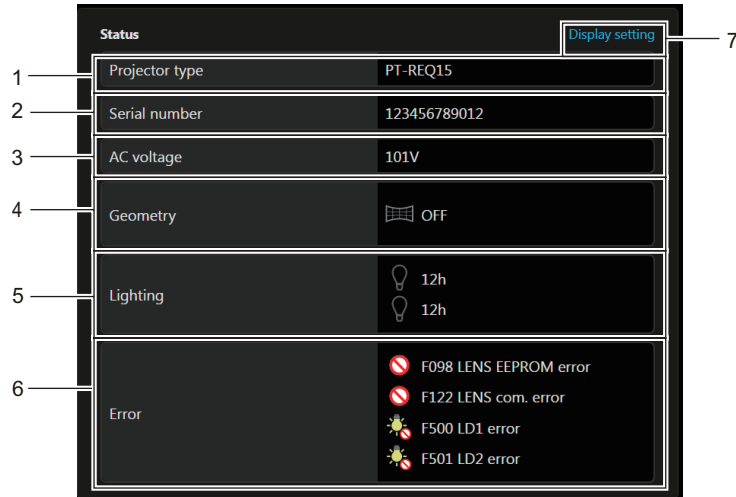 Status
Display setting
7
1
Projector type
PT-REQ15
2
Serial number
123456789012
3
AC voltage
101V
4
Geometry
OFF
5
Lighting
12h
12h
6
Error
F098 LENS EEPROM error
F122 LENS com. error
F500 LD1 error
F501 LD2 error